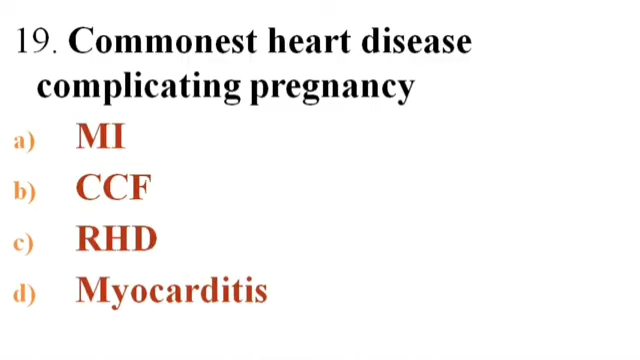 19. Commonest heart disease
complicating pregnancy
a) MI
b) CCF
c) RHD
d) Myocarditis